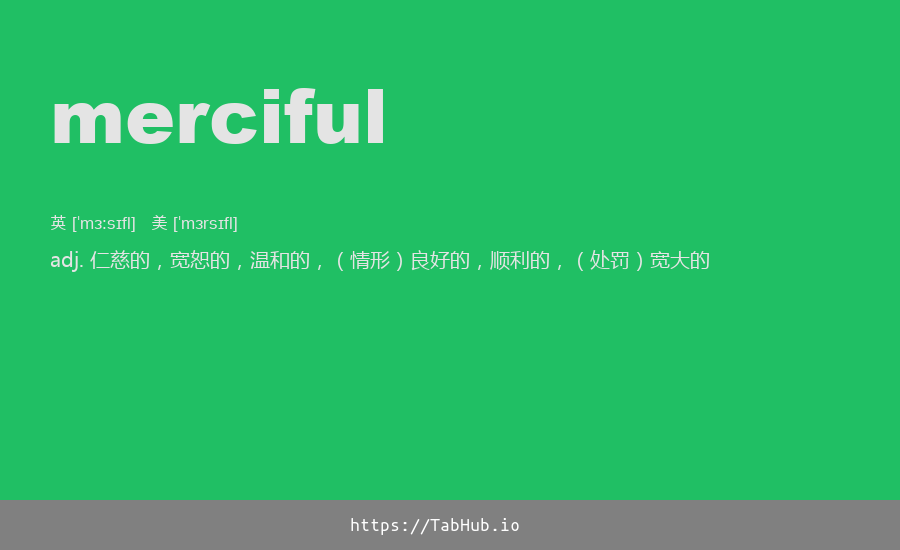 merciful
英 [ˈmɜːsɪfl] 美 [ˈmɜrsɪfl]
adj. 仁慈的，宽恕的，温和的，（情形）良好的，顺利的，（处罚）宽大的
https://TabHub.io